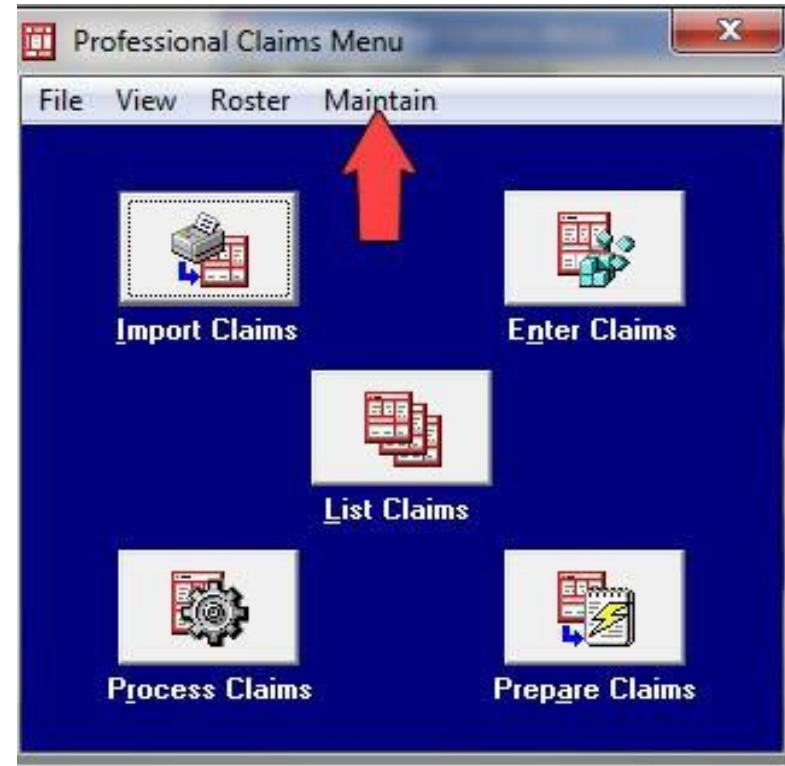 Professional Claims Menu
File View Roster Maintain
Import Claims
Enter Claims
List Claims
Process Claims
Prepare Claims